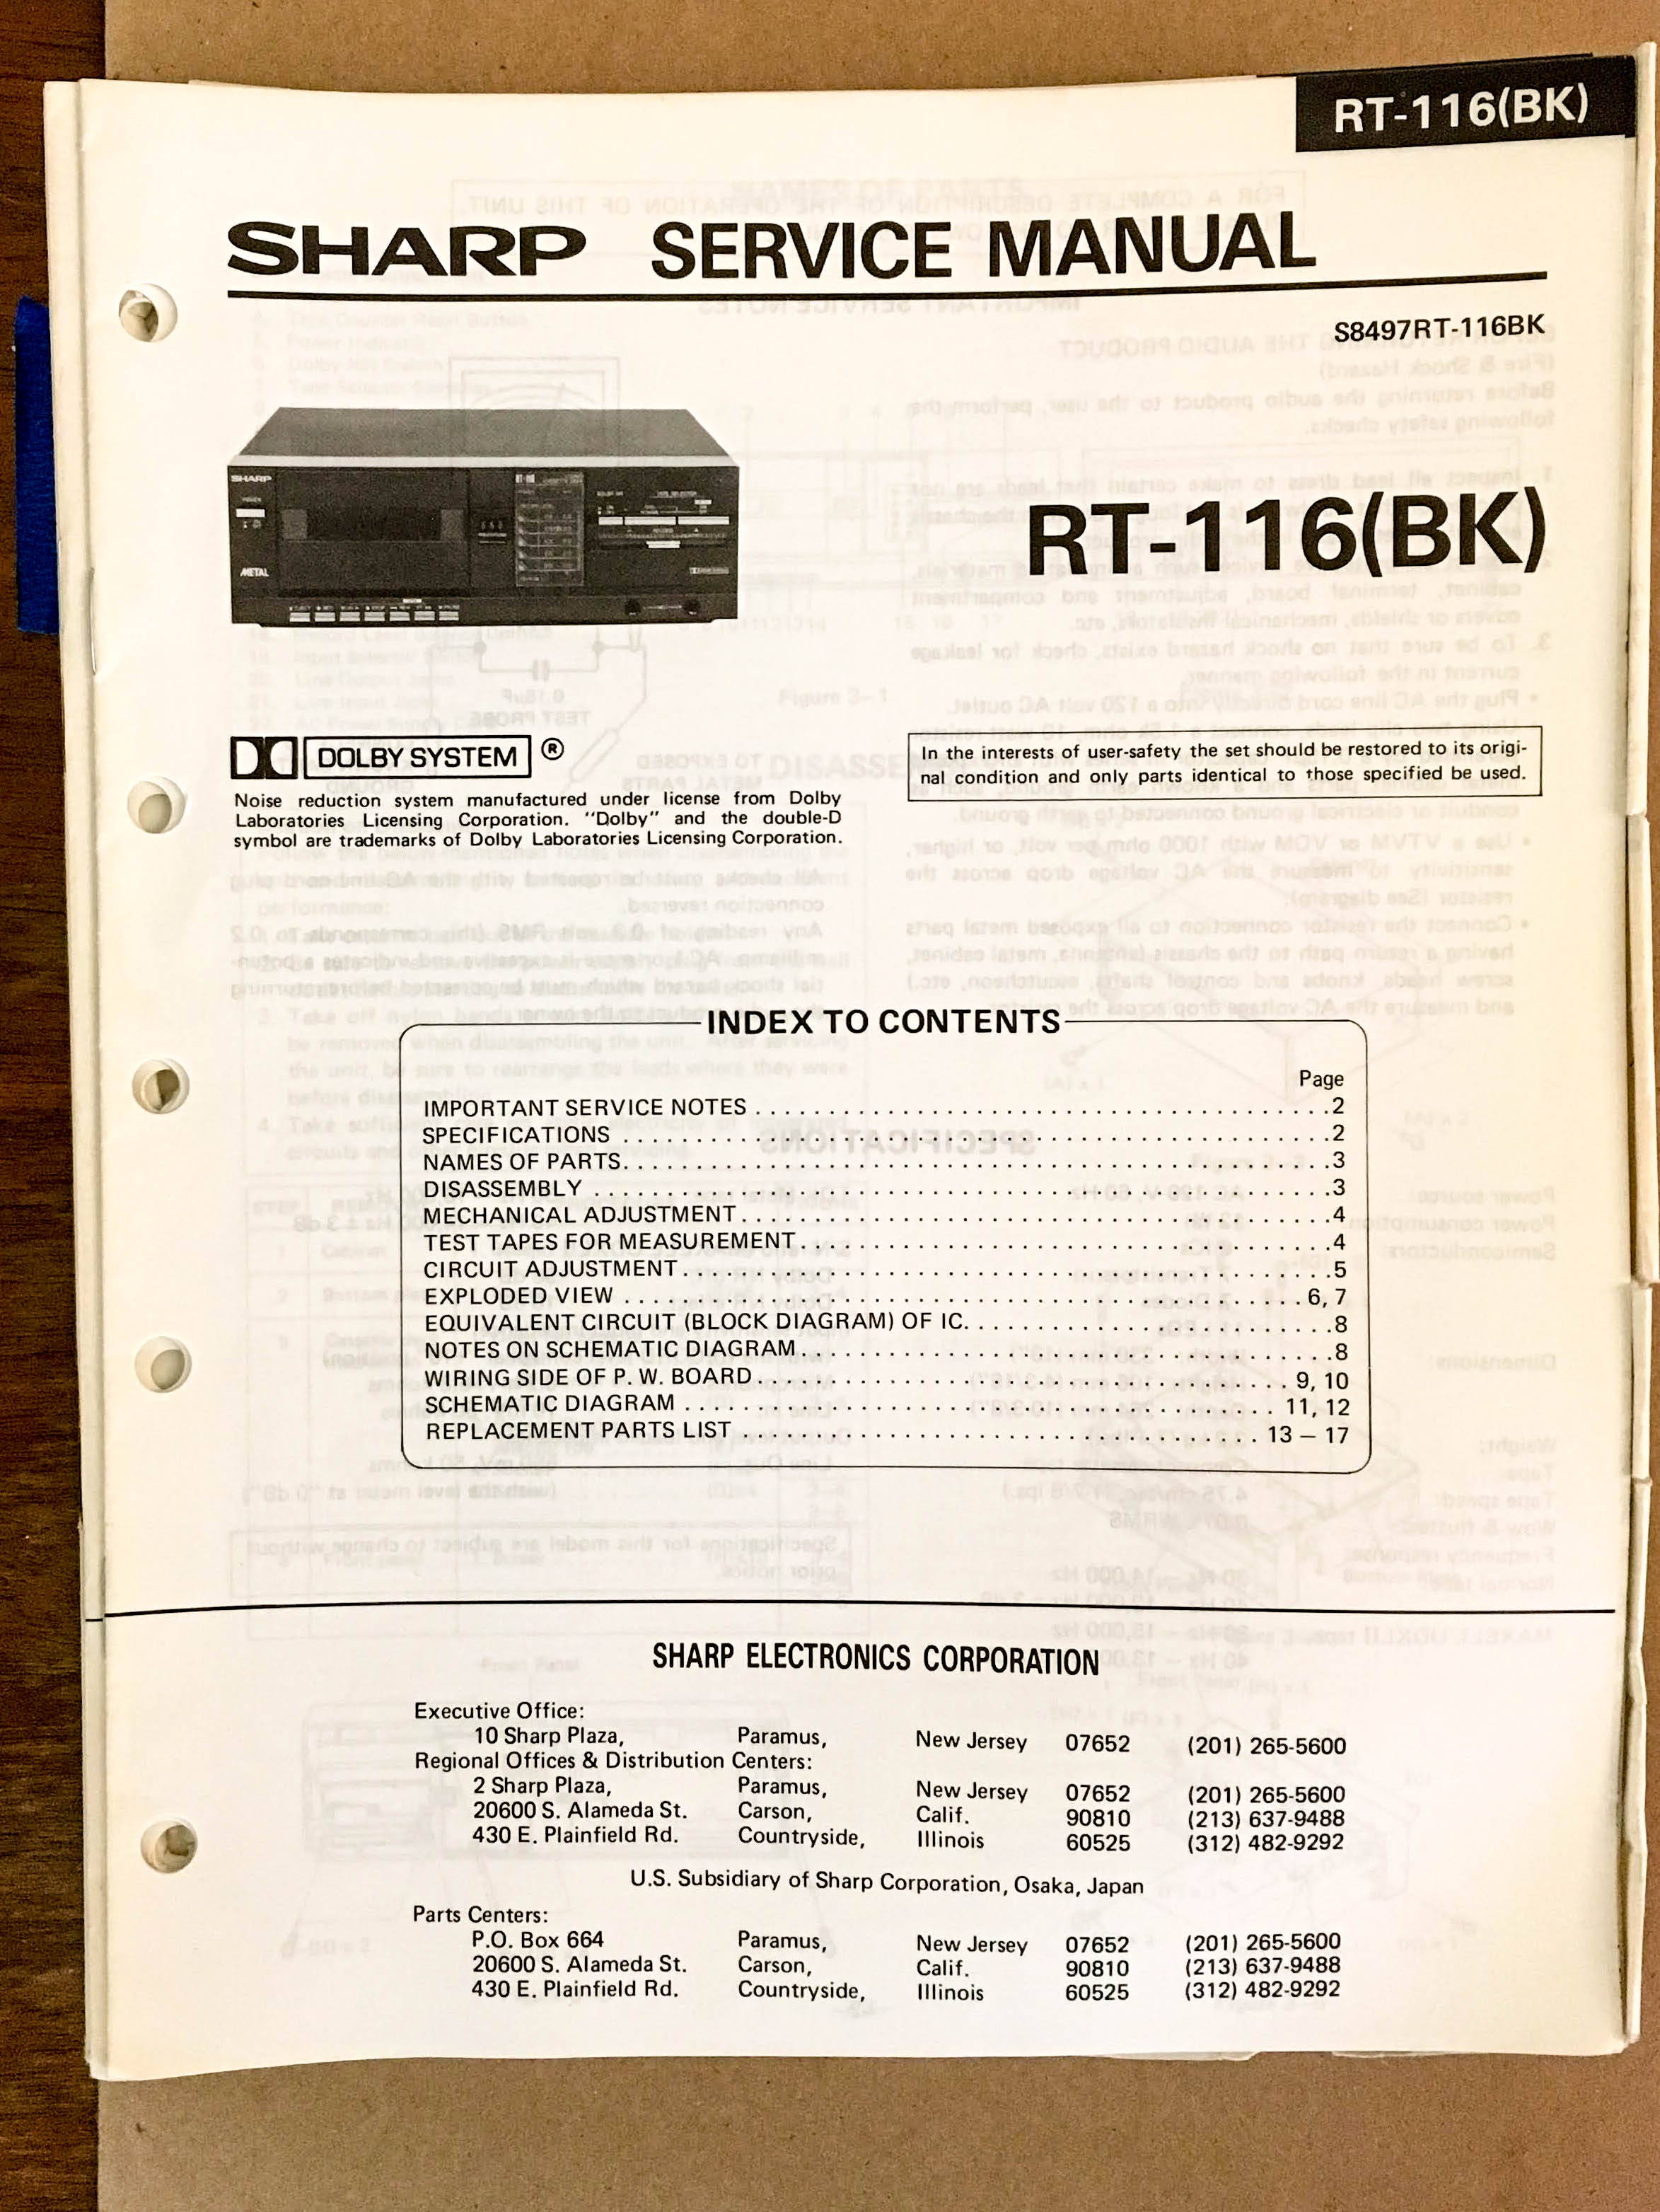 RT-116(BK)
SHARP SERVICE MANUAL
S8497RT-116BK
SHARP
POWER
METAL
RT-116(BK)
DOLBY SYSTEM ®
Noise reduction system manufactured under license from Dolby
Laboratories Licensing Corporation. "Dolby" and the double-D
symbol are trademarks of Dolby Laboratories Licensing Corporation.
In the interests of user-safety the set should be restored to its origi-
nal condition and only parts identical to those specified be used.
INDEX TO CONTENTS
Page
IMPORTANT SERVICE NOTES . . . . . . . . . . . . . . . . . . . . 2
SPECIFICATIONS . . . . . . . . . . . . . . . . . . . . 2
NAMES OF PARTS. . . . . . . . . . . . . . . . . . . . 3
DISASSEMBLY . . . . . . . . . . . . . . . . . . . . 3
MECHANICAL ADJUSTMENT. . . . . . . . . . . . . . . . . . . . 4
TEST TAPES FOR MEASUREMENT. . . . . . . . . . . . . . . . . . . . 4
CIRCUIT ADJUSTMENT. . . . . . . . . . . . . . . . . . . . 5
EXPLODED VIEW . . . . . . . . . . . . . . . . . . . . 6, 7
EQUIVALENT CIRCUIT (BLOCK DIAGRAM) OF IC. . . . . . . . . . . . . . . . . . . . 8
NOTES ON SCHEMATIC DIAGRAM. . . . . . . . . . . . . . . . . . . . 8
WIRING SIDE OF P. W. BOARD. . . . . . . . . . . . . . . . . . . . 9, 10
SCHEMATIC DIAGRAM . . . . . . . . . . . . . . . . . . . . 11, 12
REPLACEMENT PARTS LIST . . . . . . . . . . . . . . . . . . . . 13 – 17
SHARP ELECTRONICS CORPORATION
Executive Office:
10 Sharp Plaza, Paramus, New Jersey 07652 (201) 265-5600
Regional Offices & Distribution Centers:
2 Sharp Plaza, Paramus, New Jersey 07652 (201) 265-5600
20600 S. Alameda St. Carson, Calif. 90810 (213) 637-9488
430 E. Plainfield Rd. Countryside, Illinois 60525 (312) 482-9292
U.S. Subsidiary of Sharp Corporation, Osaka, Japan
Parts Centers:
P.O. Box 664 Paramus, New Jersey 07652 (201) 265-5600
20600 S. Alameda St. Carson, Calif. 90810 (213) 637-9488
430 E. Plainfield Rd. Countryside, Illinois 60525 (312) 482-9292